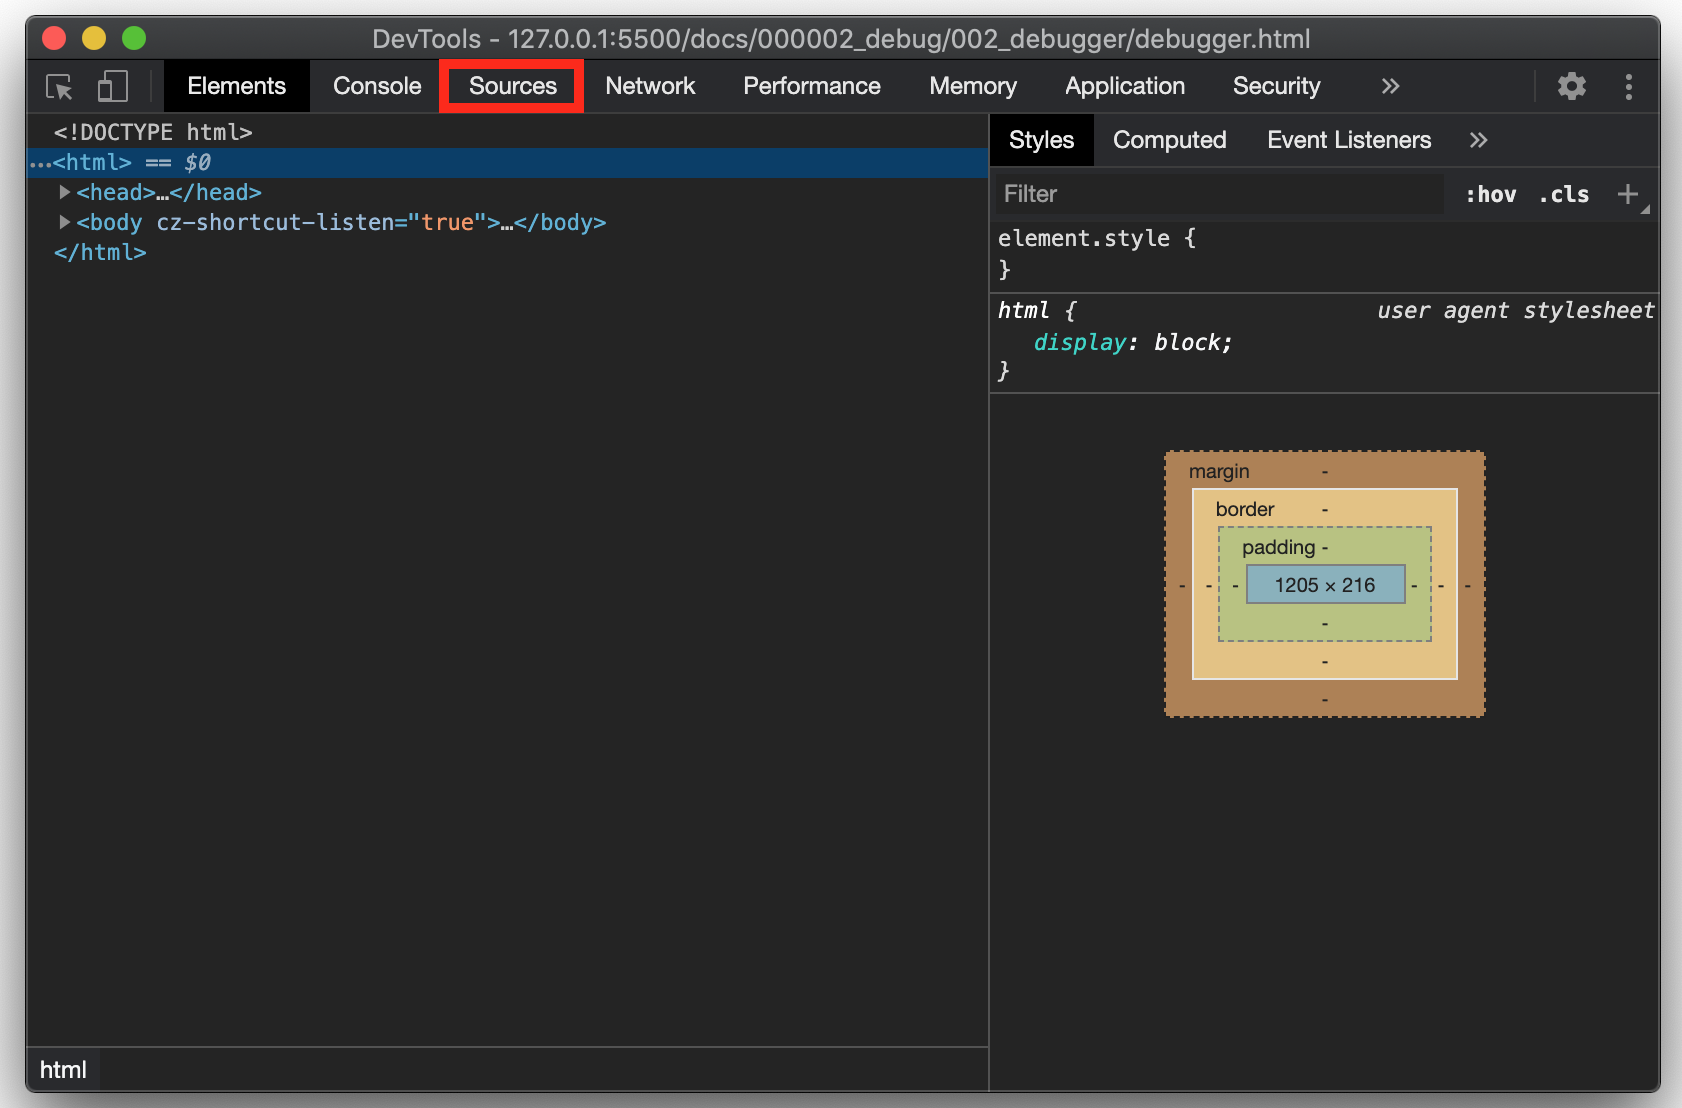 DevTools - 127.0.0.1:5500/docs/000002_debug/002_debugger/debugger.html
Elements Console Sources Network Performance Memory Application Security »
<!DOCTYPE html>
…<html> == $0
▶<head>…</head>
▶<body cz-shortcut-listen="true">…</body>
</html>
html
Styles Computed Event Listeners »
Filter :hov .cls +
element.style {
}
html { user agent stylesheet
display: block;
}
margin -
border -
padding -
- - - 1205 × 216 - - -
-
-
-